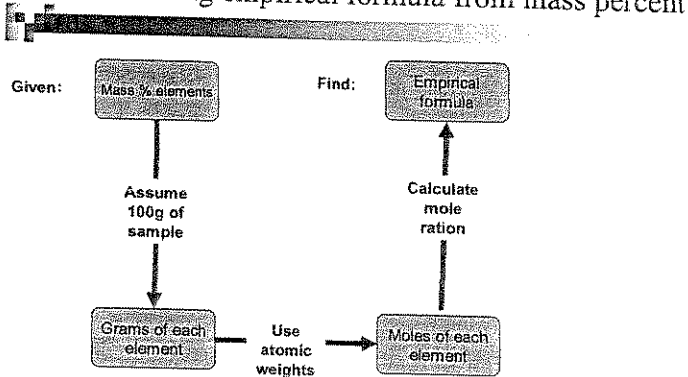 g empirical formula from mass percent
Given:
Mass % elements
Find:
Empirical
formula
Assume
100g of
sample
Calculate
mole
ration
Grams of each
element
Use
atomic
weights
Moles of each
element